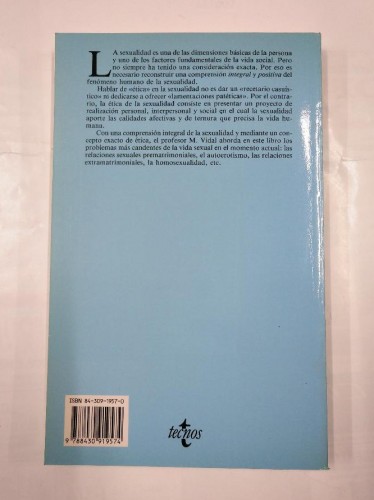 LA sexualidad es una de las dimensiones básicas de la persona
y uno de los factores fundamentales de la vida social. Pero
no siempre ha tenido una consideración exacta. Por eso es
necesario reconstruir una comprensión integral y positiva del
fenómeno humano de la sexualidad.
Hablar de «ética» en la sexualidad no es dar un «recetario casuís-
tico» ni dedicarse a ofrecer «lamentaciones patéticas». Por el contra-
rio, la ética de la sexualidad consiste en presentar un proyecto de
realización personal, interpersonal y social en el cual la sexualidad
aporte las calidades afectivas y de ternura que precisa la vida hu-
mana.
Con una comprensión integral de la sexualidad y mediante un con-
cepto exacto de ética, el profesor M. Vidal aborda en este libro los
problemas más candentes de la vida sexual en el momento actual: las
relaciones sexuales prematrimoniales, el autoerotismo, las relaciones
extramatrimoniales, la homosexualidad, etc.
ISBN 84-309-1957-0
9 788430 919574
tecnos